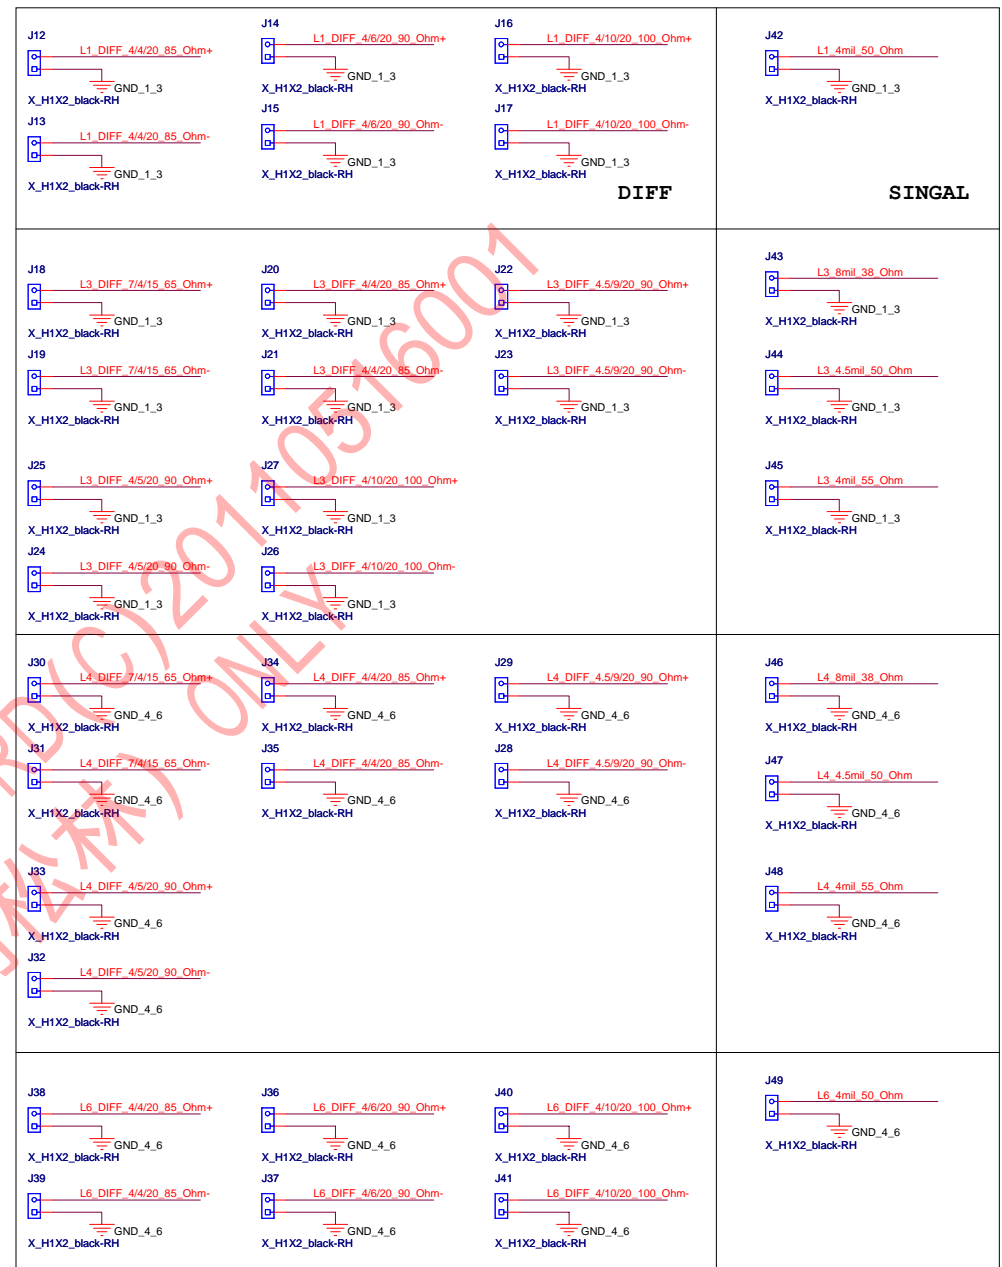 J12
L1_DIFF_4/4/20_85_Ohm+
GND_1_3
X_H1X2_black-RH
J14
L1_DIFF_4/6/20_90_Ohm+
GND_1_3
X_H1X2_black-RH
J16
L1_DIFF_4/10/20_100_Ohm+
GND_1_3
X_H1X2_black-RH
J42
L1_4mil_50_Ohm
GND_1_3
X_H1X2_black-RH
J13
L1_DIFF_4/4/20_85_Ohm-
GND_1_3
X_H1X2_black-RH
J15
L1_DIFF_4/6/20_90_Ohm-
GND_1_3
X_H1X2_black-RH
J17
L1_DIFF_4/10/20_100_Ohm-
GND_1_3
X_H1X2_black-RH
DIFF
SINGAL
J18
L3_DIFF_7/4/15_65_Ohm+
GND_1_3
X_H1X2_black-RH
J20
L3_DIFF_4/4/20_85_Ohm+
GND_1_3
X_H1X2_black-RH
J22
L3_DIFF_4.5/9/20_90_Ohm+
GND_1_3
X_H1X2_black-RH
J43
L3_8mil_38_Ohm
GND_1_3
X_H1X2_black-RH
J19
L3_DIFF_7/4/15_65_Ohm-
GND_1_3
X_H1X2_black-RH
J21
L3_DIFF_4/4/20_85_Ohm-
GND_1_3
X_H1X2_black-RH
J23
L3_DIFF_4.5/9/20_90_Ohm-
GND_1_3
X_H1X2_black-RH
J44
L3_4.5mil_50_Ohm
GND_1_3
X_H1X2_black-RH
J25
L3_DIFF_4/5/20_90_Ohm+
GND_1_3
X_H1X2_black-RH
J27
L3_DIFF_4/10/20_100_Ohm+
GND_1_3
X_H1X2_black-RH
J45
L3_4mil_55_Ohm
GND_1_3
X_H1X2_black-RH
J24
L3_DIFF_4/5/20_90_Ohm-
GND_1_3
X_H1X2_black-RH
J26
L3_DIFF_4/10/20_100_Ohm-
GND_1_3
X_H1X2_black-RH
J30
L4_DIFF_7/4/15_65_Ohm+
GND_4_6
X_H1X2_black-RH
J34
L4_DIFF_4/4/20_85_Ohm+
GND_4_6
X_H1X2_black-RH
J29
L4_DIFF_4.5/9/20_90_Ohm+
GND_4_6
X_H1X2_black-RH
J46
L4_8mil_38_Ohm
GND_4_6
X_H1X2_black-RH
J31
L4_DIFF_7/4/15_65_Ohm-
GND_4_6
X_H1X2_black-RH
J35
L4_DIFF_4/4/20_85_Ohm-
GND_4_6
X_H1X2_black-RH
J28
L4_DIFF_4.5/9/20_90_Ohm-
GND_4_6
X_H1X2_black-RH
J47
L4_4.5mil_50_Ohm
GND_4_6
X_H1X2_black-RH
J33
L4_DIFF_4/5/20_90_Ohm+
GND_4_6
X_H1X2_black-RH
J48
L4_4mil_55_Ohm
GND_4_6
X_H1X2_black-RH
J32
L4_DIFF_4/5/20_90_Ohm-
GND_4_6
X_H1X2_black-RH
J38
L6_DIFF_4/4/20_85_Ohm+
GND_4_6
X_H1X2_black-RH
J36
L6_DIFF_4/6/20_90_Ohm+
GND_4_6
X_H1X2_black-RH
J40
L6_DIFF_4/10/20_100_Ohm+
GND_4_6
X_H1X2_black-RH
J49
L6_4mil_50_Ohm
GND_4_6
X_H1X2_black-RH
J39
L6_DIFF_4/4/20_85_Ohm-
GND_4_6
X_H1X2_black-RH
J37
L6_DIFF_4/6/20_90_Ohm-
GND_4_6
X_H1X2_black-RH
J41
L6_DIFF_4/10/20_100_Ohm-
GND_4_6
X_H1X2_black-RH
RD(C)20110516001
松林) ONLY